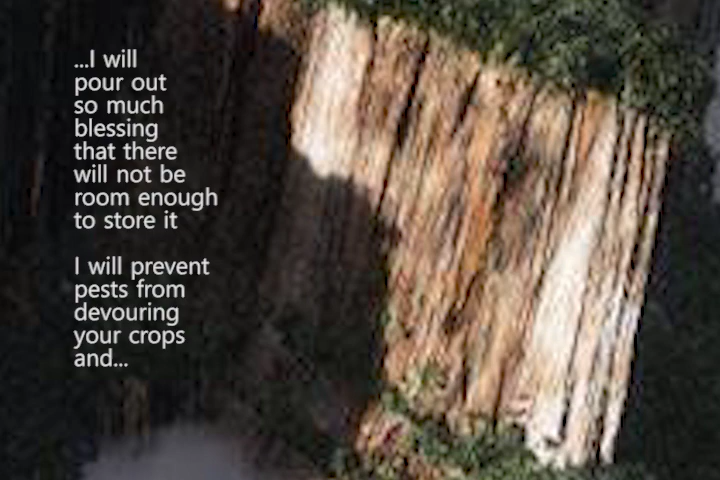 ...I will
pour out
so much
blessing
that there
will not be
room enough
to store it
I will prevent
pests from
devouring
your crops
and...